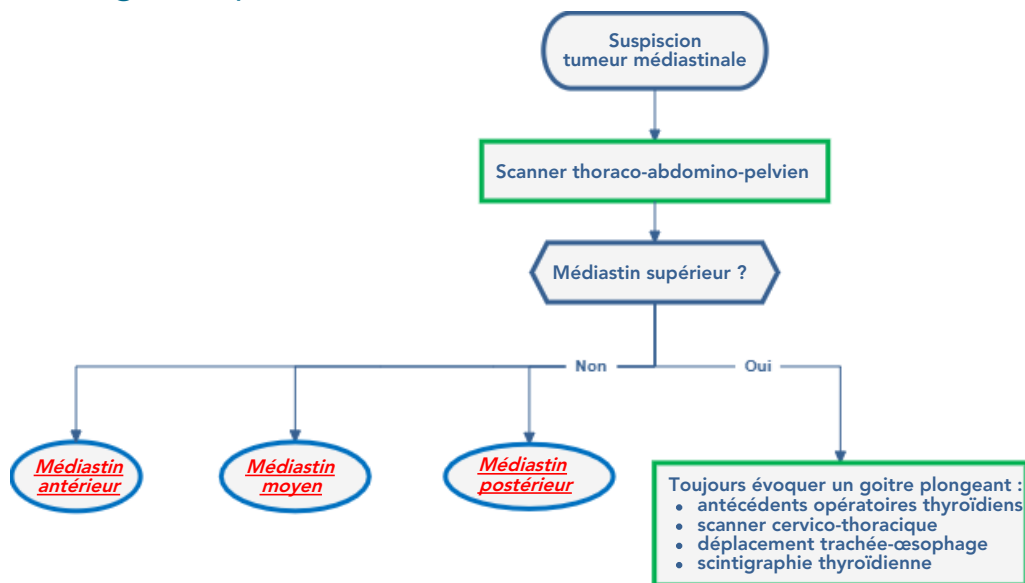 Suspiscion
tumeur médiastinale
Scanner thoraco-abdomino-pelvien
Médiastin supérieur ?
Non
Oui
Médiastin
antérieur
Médiastin
moyen
Médiastin
postérieur
Toujours évoquer un goitre plongeant :
• antécédents opératoires thyroïdiens
• scanner cervico-thoracique
• déplacement trachée-œsophage
• scintigraphie thyroïdienne